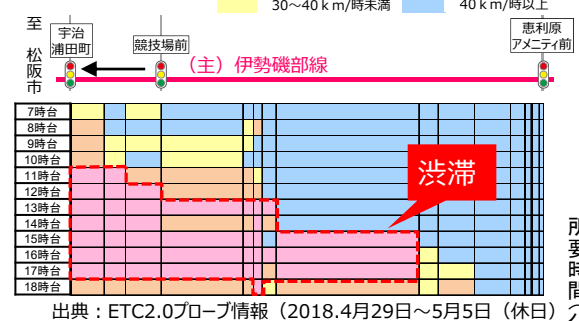 30～40ｋｍ/時未満
40ｋｍ/時以上
至 松阪市
宇治
浦田町
競技場前
恵利原
アメニティ前
（主）伊勢磯部線
7時台
8時台
9時台
10時台
11時台
12時台
13時台
14時台
15時台
16時台
17時台
18時台
渋滞
所要時間（
出典：ETC2.0プローブ情報（2018.4月29日～5月5日（休日）